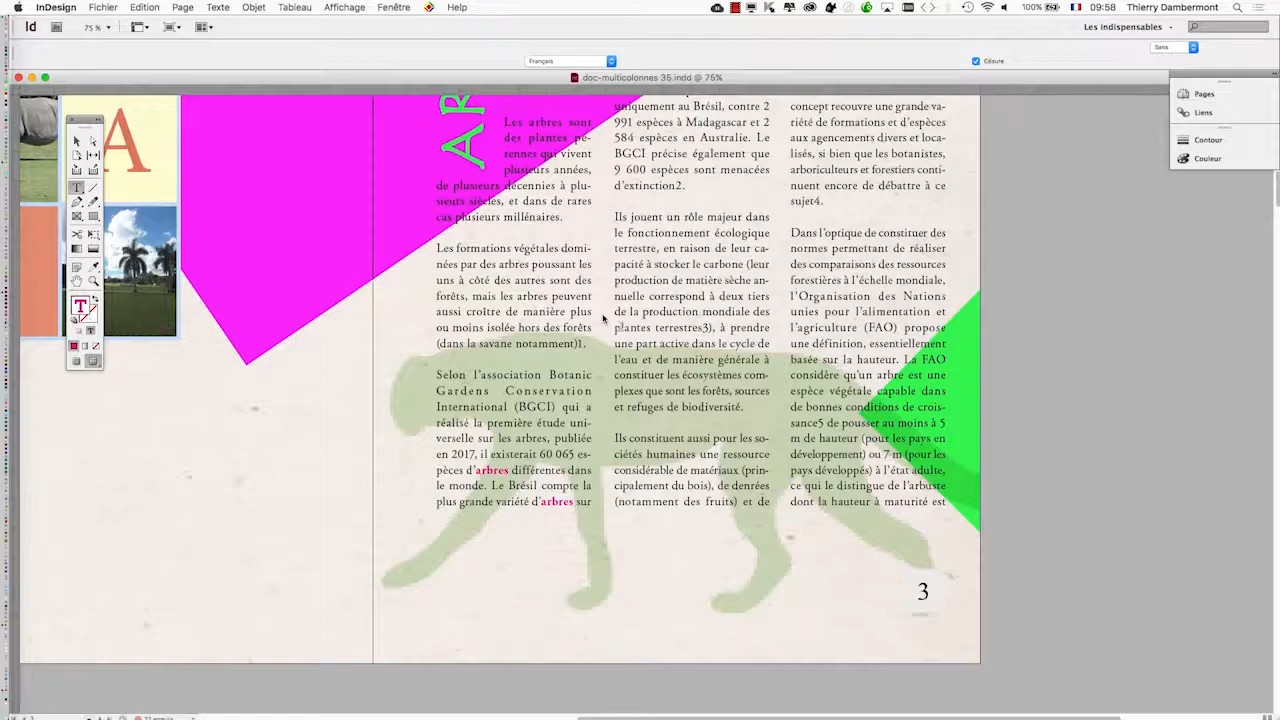 InDesign Fichier Edition Page Texte Objet Tableau Affichage Fenêtre Help 100% 09:58 Thierry Dambermont
Id 75 % Les indispensables
Sans
Français Césure
doc-multicolonnes 35.indd @ 75%
Pages
Liens
Contour
Couleur
A
AR
Les arbres sont
des plantes pé-
rennes qui vivent
plusieurs années,
de plusieurs décennies à plu-
sieurs siècles, et dans de rares
cas plusieurs millénaires.
Les formations végétales domi-
nées par des arbres poussant les
uns à côté des autres sont des
forêts, mais les arbres peuvent
aussi croître de manière plus
ou moins isolée hors des forêts
(dans la savane notamment)1.
Selon l'association Botanic
Gardens Conservation
International (BGCI) qui a
réalisé la première étude uni-
verselle sur les arbres, publiée
en 2017, il existerait 60 065 es-
pèces d'arbres différentes dans
le monde. Le Brésil compte la
plus grande variété d'arbres sur
uniquement au Brésil, contre 2
991 espèces à Madagascar et 2
584 espèces en Australie. Le
BGCI précise également que
9 600 espèces sont menacées
d'extinction2.
Ils jouent un rôle majeur dans
le fonctionnement écologique
terrestre, en raison de leur ca-
pacité à stocker le carbone (leur
production de matière sèche an-
nuelle correspond à deux tiers
de la production mondiale des
plantes terrestres3), à prendre
une part active dans le cycle de
l'eau et de manière générale à
constituer les écosystèmes com-
plexes que sont les forêts, sources
et refuges de biodiversité.
Ils constituent aussi pour les so-
ciétés humaines une ressource
considérable de matériaux (prin-
cipalement du bois), de denrées
(notamment des fruits) et de
concept recouvre une grande va-
riété de formations et d'espèces
aux agencements divers et loca-
lisés, si bien que les botanistes,
arboriculteurs et forestiers conti-
nuent encore de débattre à ce
sujet4.
Dans l'optique de constituer des
normes permettant de réaliser
des comparaisons des ressources
forestières à l'échelle mondiale,
l'Organisation des Nations
unies pour l'alimentation et
l'agriculture (FAO) propose
une définition, essentiellement
basée sur la hauteur. La FAO
considère qu'un arbre est une
espèce végétale capable dans
de bonnes conditions de crois-
sance5 de pousser au moins à 5
m de hauteur (pour les pays en
développement) ou 7 m (pour les
pays développés) à l'état adulte,
ce qui le distingue de l'arbuste
dont la hauteur à maturité est
3